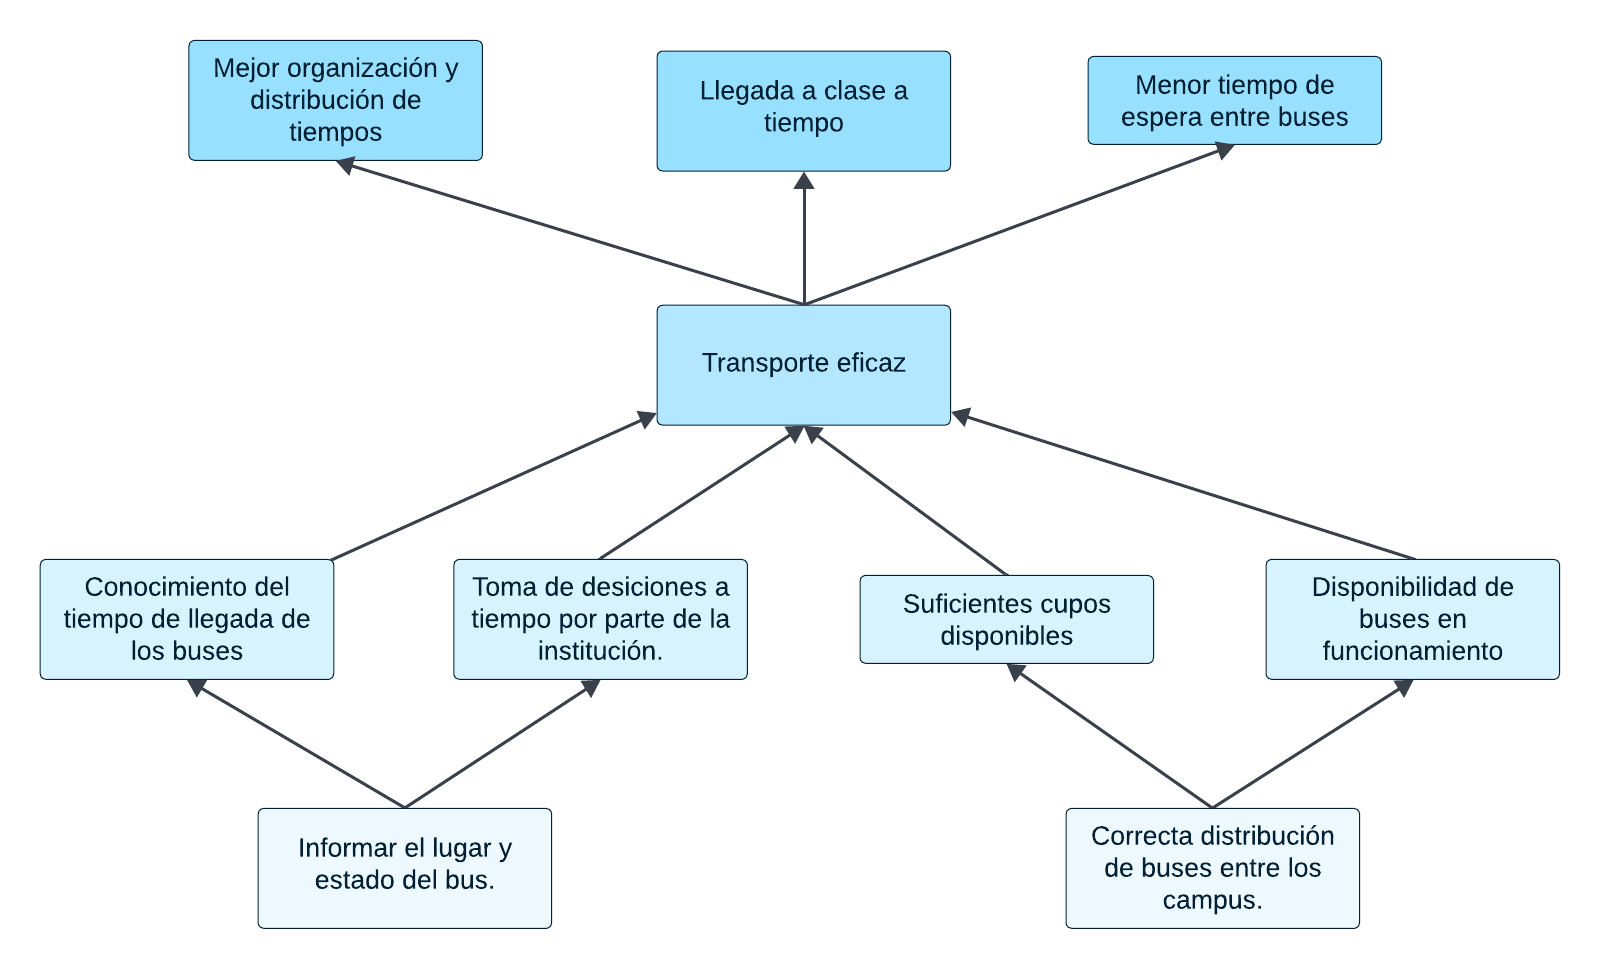 Mejor organización y
distribución de
tiempos
Llegada a clase a
tiempo
Menor tiempo de
espera entre buses
Transporte eficaz
Conocimiento del
tiempo de llegada de
los buses
Toma de desiciones a
tiempo por parte de la
institución.
Suficientes cupos
disponibles
Disponibilidad de
buses en
funcionamiento
Informar el lugar y
estado del bus.
Correcta distribución
de buses entre los
campus.